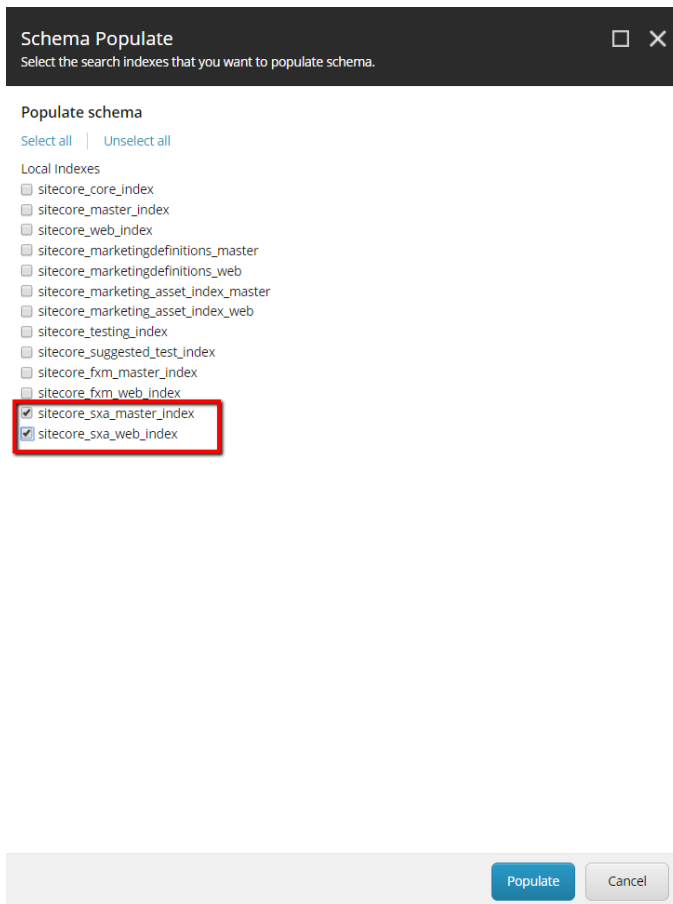 Schema Populate
Select the search indexes that you want to populate schema.
Populate schema
Select all
Unselect all
Local Indexes
sitecore_core_index
sitecore_master_index
sitecore_web_index
sitecore_marketingdefinitions_master
sitecore_marketingdefinitions_web
sitecore_marketing_asset_index_master
sitecore_marketing_asset_index_web
sitecore_testing_index
sitecore_suggested_test_index
sitecore_fxm_master_index
sitecore_fxm_web_index
sitecore_sxa_master_index
sitecore_sxa_web_index
Populate
Cancel